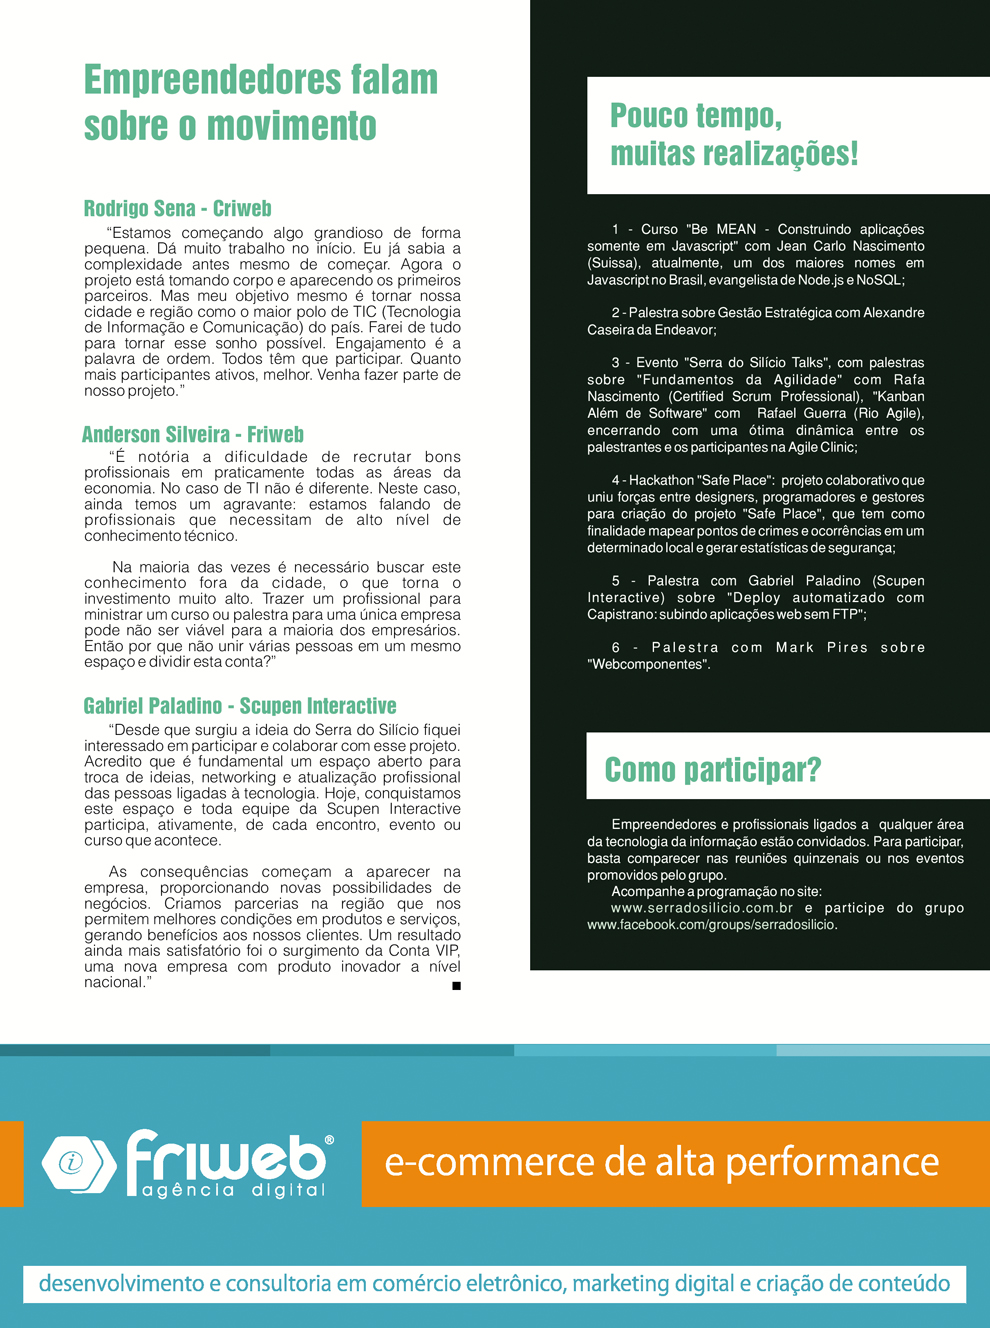 Empreendedores falam
sobre o movimento
Rodrigo Sena - Criweb
“Estamos começando algo grandioso de forma
pequena. Dá muito trabalho no início. Eu já sabia a
complexidade antes mesmo de começar. Agora o
projeto está tomando corpo e aparecendo os primeiros
parceiros. Mas meu objetivo mesmo é tornar nossa
cidade e região como o maior polo de TIC (Tecnologia
de Informação e Comunicação) do país. Farei de tudo
para tornar esse sonho possível. Engajamento é a
palavra de ordem. Todos têm que participar. Quanto
mais participantes ativos, melhor. Venha fazer parte de
nosso projeto.”
Anderson Silveira - Friweb
“É notória a dificuldade de recrutar bons
profissionais em praticamente todas as áreas da
economia. No caso de TI não é diferente. Neste caso,
ainda temos um agravante: estamos falando de
profissionais que necessitam de alto nível de
conhecimento técnico.
Na maioria das vezes é necessário buscar este
conhecimento fora da cidade, o que torna o
investimento muito alto. Trazer um profissional para
ministrar um curso ou palestra para uma única empresa
pode não ser viável para a maioria dos empresários.
Então por que não unir várias pessoas em um mesmo
espaço e dividir esta conta?”
Gabriel Paladino - Scupen Interactive
“Desde que surgiu a ideia do Serra do Silício fiquei
interessado em participar e colaborar com esse projeto.
Acredito que é fundamental um espaço aberto para
troca de ideias, networking e atualização profissional
das pessoas ligadas à tecnologia. Hoje, conquistamos
este espaço e toda equipe da Scupen Interactive
participa, ativamente, de cada encontro, evento ou
curso que acontece.
As consequências começam a aparecer na
empresa, proporcionando novas possibilidades de
negócios. Criamos parcerias na região que nos
permitem melhores condições em produtos e serviços,
gerando benefícios aos nossos clientes. Um resultado
ainda mais satisfatório foi o surgimento da Conta VIP,
uma nova empresa com produto inovador a nível
nacional.”
Pouco tempo,
muitas realizações!
1 - Curso "Be MEAN - Construindo aplicações
somente em Javascript" com Jean Carlo Nascimento
(Suissa), atualmente, um dos maiores nomes em
Javascript no Brasil, evangelista de Node.js e NoSQL;
2 - Palestra sobre Gestão Estratégica com Alexandre
Caseira da Endeavor;
3 - Evento "Serra do Silício Talks", com palestras
sobre "Fundamentos da Agilidade" com Rafa
Nascimento (Certified Scrum Professional), "Kanban
Além de Software" com Rafael Guerra (Rio Agile),
encerrando com uma ótima dinâmica entre os
palestrantes e os participantes na Agile Clinic;
4 - Hackathon "Safe Place": projeto colaborativo que
uniu forças entre designers, programadores e gestores
para criação do projeto "Safe Place", que tem como
finalidade mapear pontos de crimes e ocorrências em um
determinado local e gerar estatísticas de segurança;
5 - Palestra com Gabriel Paladino (Scupen
Interactive) sobre "Deploy automatizado com
Capistrano: subindo aplicações web sem FTP";
6 - Palestra com Mark Pires sobre
"Webcomponentes".
Como participar?
Empreendedores e profissionais ligados a qualquer área
da tecnologia da informação estão convidados. Para participar,
basta comparecer nas reuniões quinzenais ou nos eventos
promovidos pelo grupo.
Acompanhe a programação no site:
www.serradosilicio.com.br e participe do grupo
www.facebook.com/groups/serradosilicio.
i friweb®
agência digital
e-commerce de alta performance
desenvolvimento e consultoria em comércio eletrônico, marketing digital e criação de conteúdo